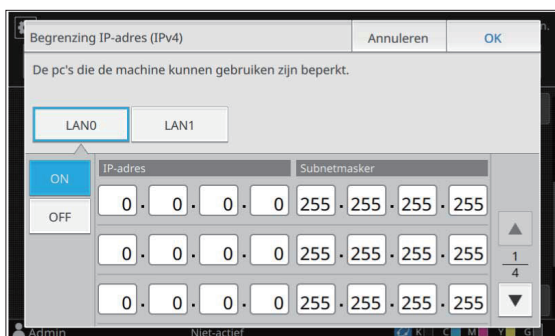 Begrenzing IP-adres (IPv4) Annuleren OK
De pc's die de machine kunnen gebruiken zijn beperkt.
LAN0 LAN1
IP-adres Subnetmasker
ON
0. 0. 0. 0 255. 255. 255. 255
OFF
0. 0. 0. 0 255. 255. 255. 255
1
4
0. 0. 0. 0 255. 255. 255. 255
Admin Niet-actief K C M Y G